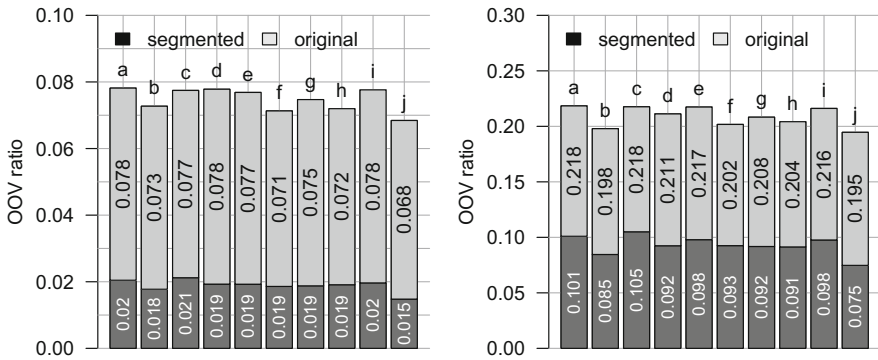 OOV ratio
0.10
0.08
0.06
0.04
0.02
0.00
segmented original
a b c d e f g h i j
0.078 0.073 0.077 0.078 0.077 0.071 0.075 0.072 0.078 0.068
0.02 0.018 0.021 0.019 0.019 0.019 0.019 0.019 0.02 0.015
OOV ratio
0.30
0.25
0.20
0.15
0.10
0.05
0.00
segmented original
a b c d e f g h i j
0.218 0.198 0.218 0.211 0.217 0.202 0.208 0.204 0.216 0.195
0.101 0.085 0.105 0.092 0.098 0.093 0.092 0.091 0.098 0.075